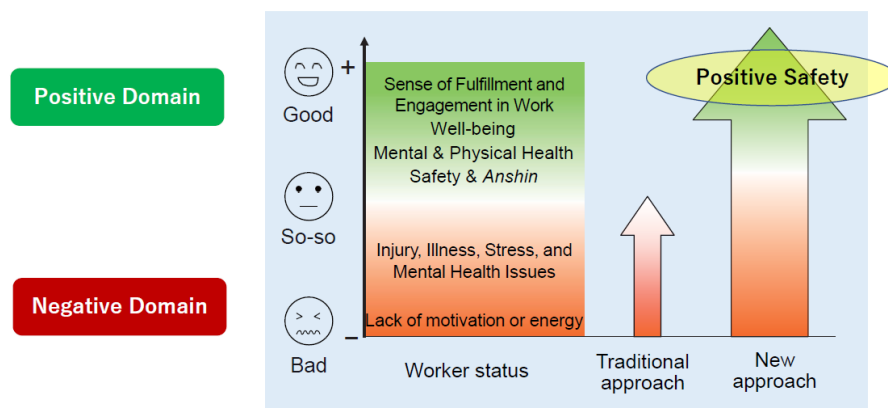 Positive Domain
Negative Domain
+
Good
So-so
−
Bad
Sense of Fulfillment and
Engagement in Work
Well-being
Mental & Physical Health
Safety & Anshin
Injury, Illness, Stress, and
Mental Health Issues
Lack of motivation or energy
Worker status
Traditional
approach
Positive Safety
New
approach